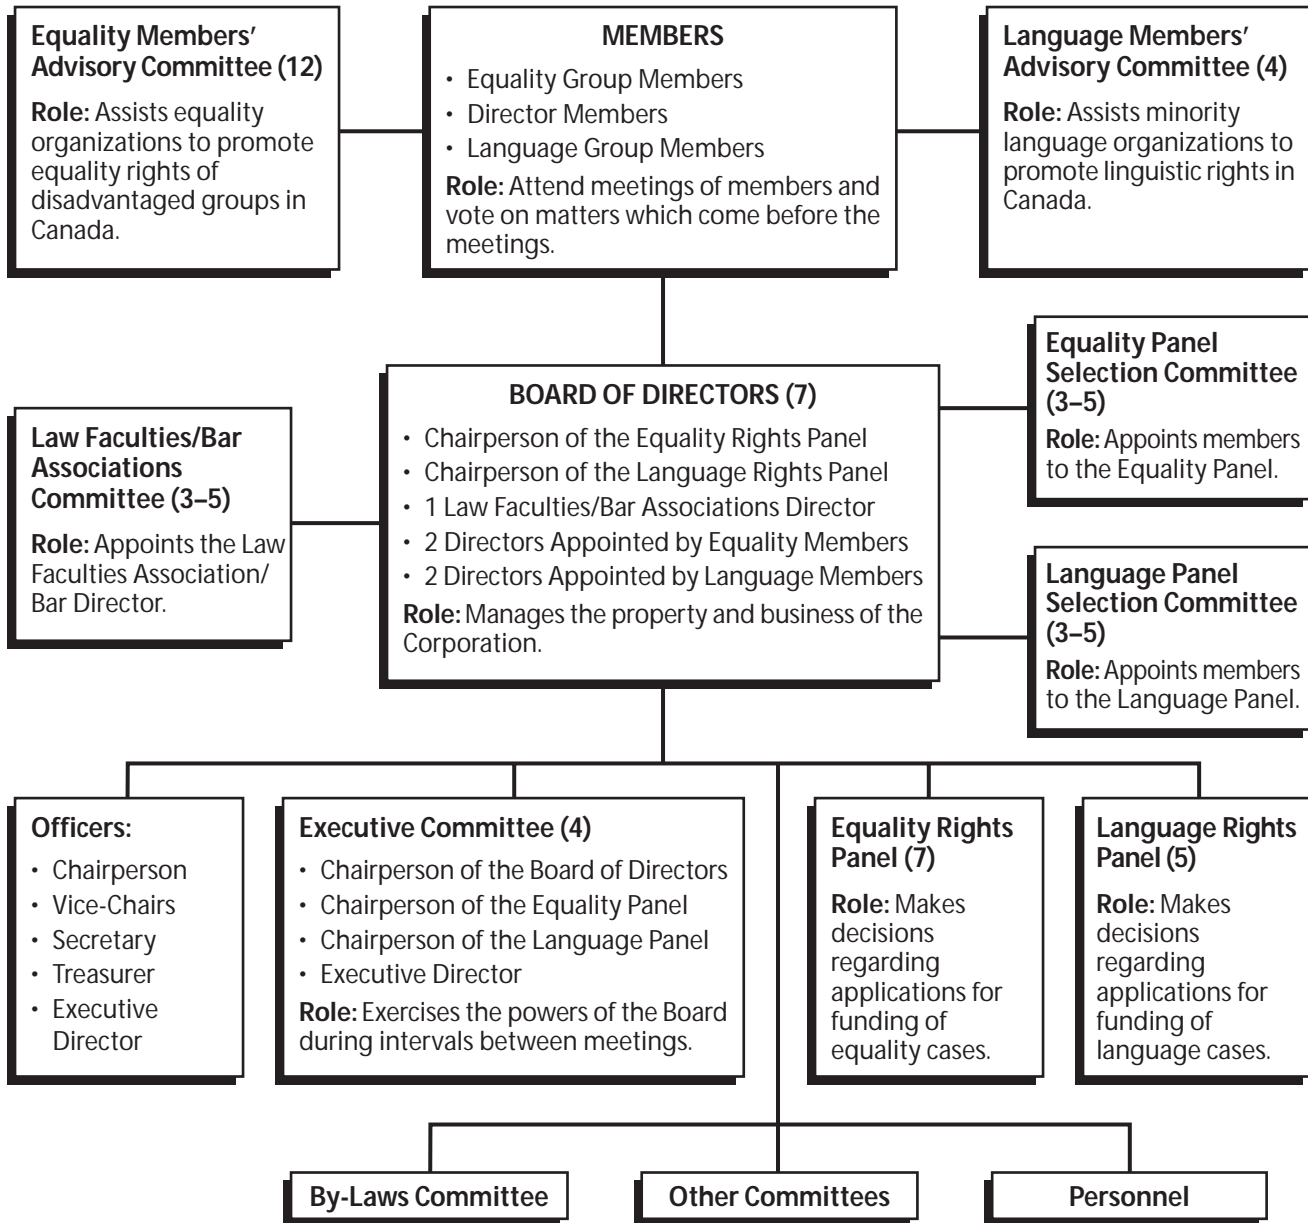 Equality Members'
Advisory Committee (12)
Role: Assists equality
organizations to promote
equality rights of
disadvantaged groups in
Canada.
MEMBERS
• Equality Group Members
• Director Members
• Language Group Members
Role: Attend meetings of members and
vote on matters which come before the
meetings.
Language Members'
Advisory Committee (4)
Role: Assists minority
language organizations to
promote linguistic rights in
Canada.
Law Faculties/Bar
Associations
Committee (3–5)
Role: Appoints the Law
Faculties Association/
Bar Director.
BOARD OF DIRECTORS (7)
• Chairperson of the Equality Rights Panel
• Chairperson of the Language Rights Panel
• 1 Law Faculties/Bar Associations Director
• 2 Directors Appointed by Equality Members
• 2 Directors Appointed by Language Members
Role: Manages the property and business of the
Corporation.
Equality Panel
Selection Committee
(3–5)
Role: Appoints members
to the Equality Panel.
Language Panel
Selection Committee
(3–5)
Role: Appoints members
to the Language Panel.
Officers:
• Chairperson
• Vice-Chairs
• Secretary
• Treasurer
• Executive
Director
Executive Committee (4)
• Chairperson of the Board of Directors
• Chairperson of the Equality Panel
• Chairperson of the Language Panel
• Executive Director
Role: Exercises the powers of the Board
during intervals between meetings.
Equality Rights
Panel (7)
Role: Makes
decisions
regarding
applications for
funding of
equality cases.
Language Rights
Panel (5)
Role: Makes
decisions
regarding
applications for
funding of
language cases.
By-Laws Committee
Other Committees
Personnel